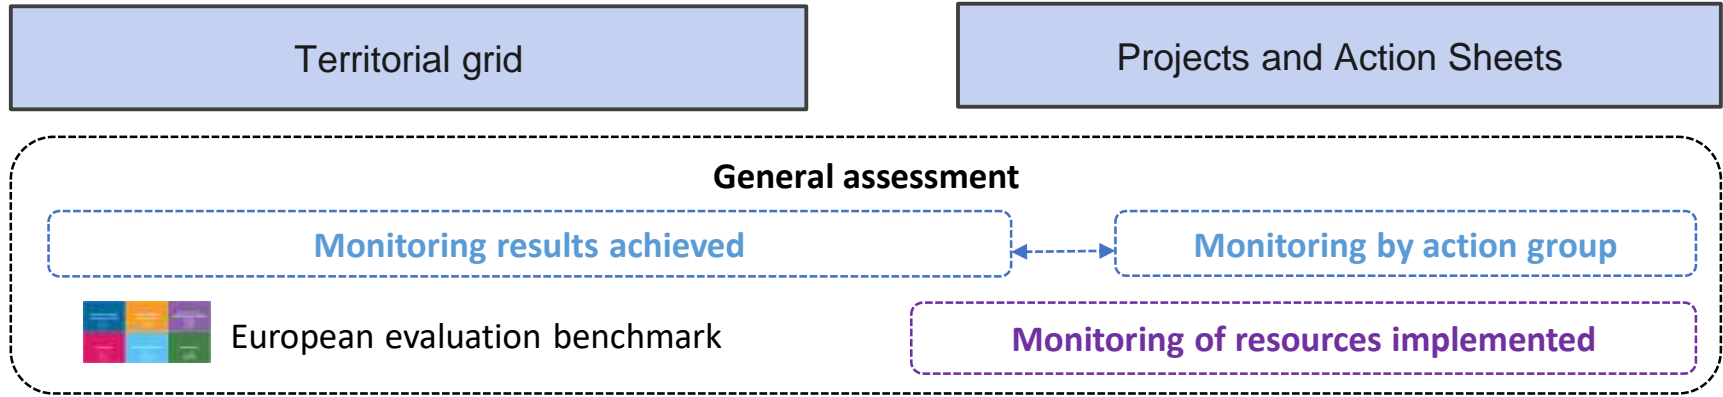 Territorial grid
Projects and Action Sheets
General assessment
Monitoring results achieved
Monitoring by action group
European evaluation benchmark
Monitoring of resources implemented